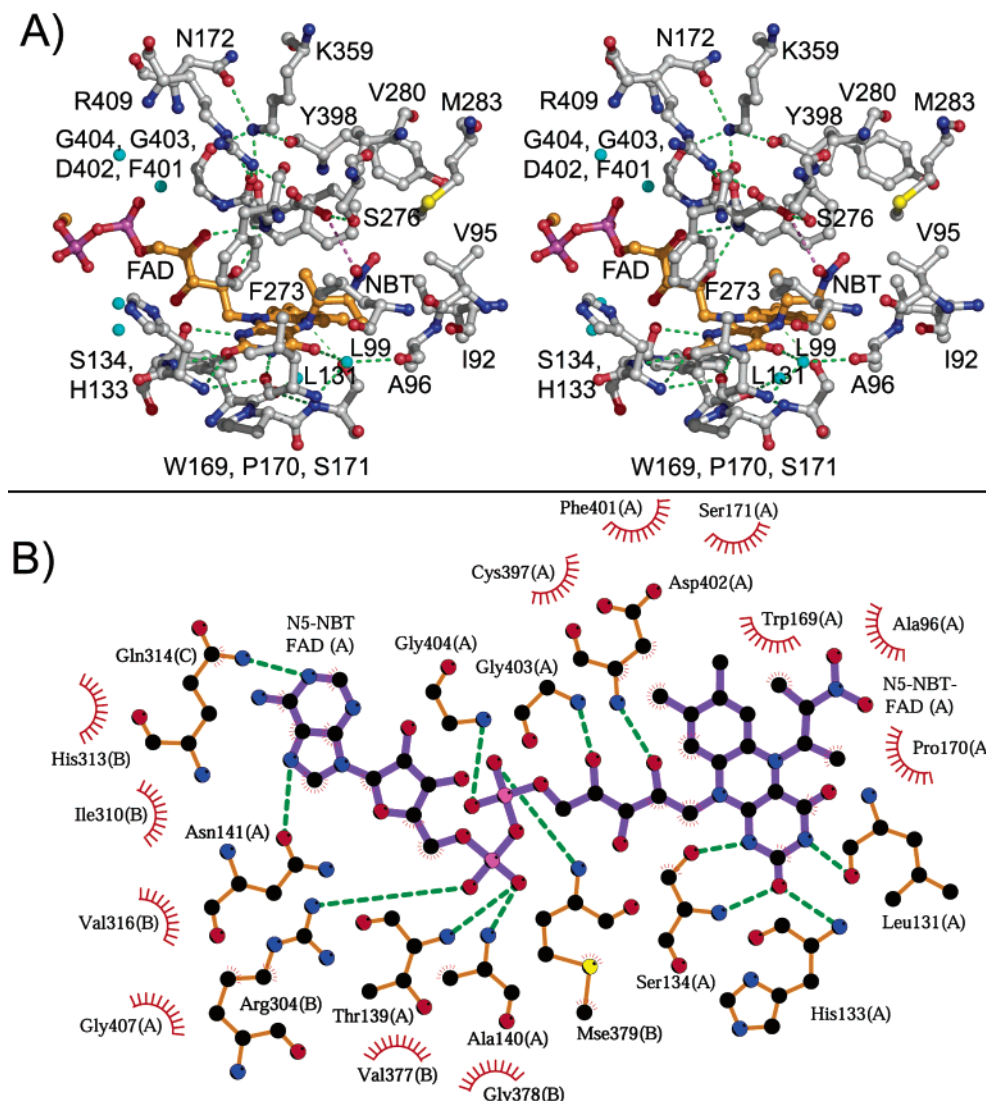 A)
N172
K359
R409
V280
Y398
M283
G404, G403,
D402, F401
S276
V95
FAD
F273
NBT
L99
S134,
H133
L131
I92
A96
W169, P170, S171
N172
K359
R409
V280
Y398
M283
G404, G403,
D402, F401
S276
V95
FAD
F273
NBT
L99
S134,
H133
L131
I92
A96
W169, P170, S171
B)
Phe401(A)
Ser171(A)
Cys397(A)
Asp402(A)
N5-NBT
FAD (A)
Gly404(A)
Trp169(A)
Ala96(A)
Gln314(C)
Gly403(A)
N5-NBT-
FAD (A)
His313(B)
Pro170(A
Ile310(B)
Asn141(A)
Val316(B)
Leu131(A)
Arg304(B)
Thr139(A)
Ser134(A)
Gly407(A)
Ala140(A)
Mse379(B)
His133(A)
Val377(B)
Gly378(B)